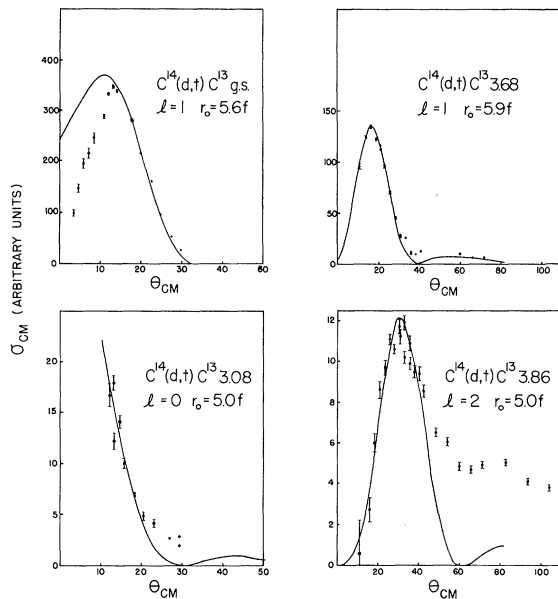 σCM (ARBITRARY UNITS)
500
400
300
200
100
0
C¹⁴(d,t) C¹³ g.s.
ℓ=1 r₀=5.6f
10 20 30 40 60
θCM
150
100
50
0
C¹⁴(d,t) C¹³ 3.68
ℓ=1 r₀=5.9f
20 40 60 80 100
θCM
20
15
10
5
0
C¹⁴(d,t) C¹³ 3.08
ℓ=0 r₀=5.0f
10 20 30 40 50
θCM
12
10
8
6
4
2
0
C¹⁴(d,t) C¹³ 3.86
ℓ=2 r₀=5.0f
20 40 60 80 100
θCM